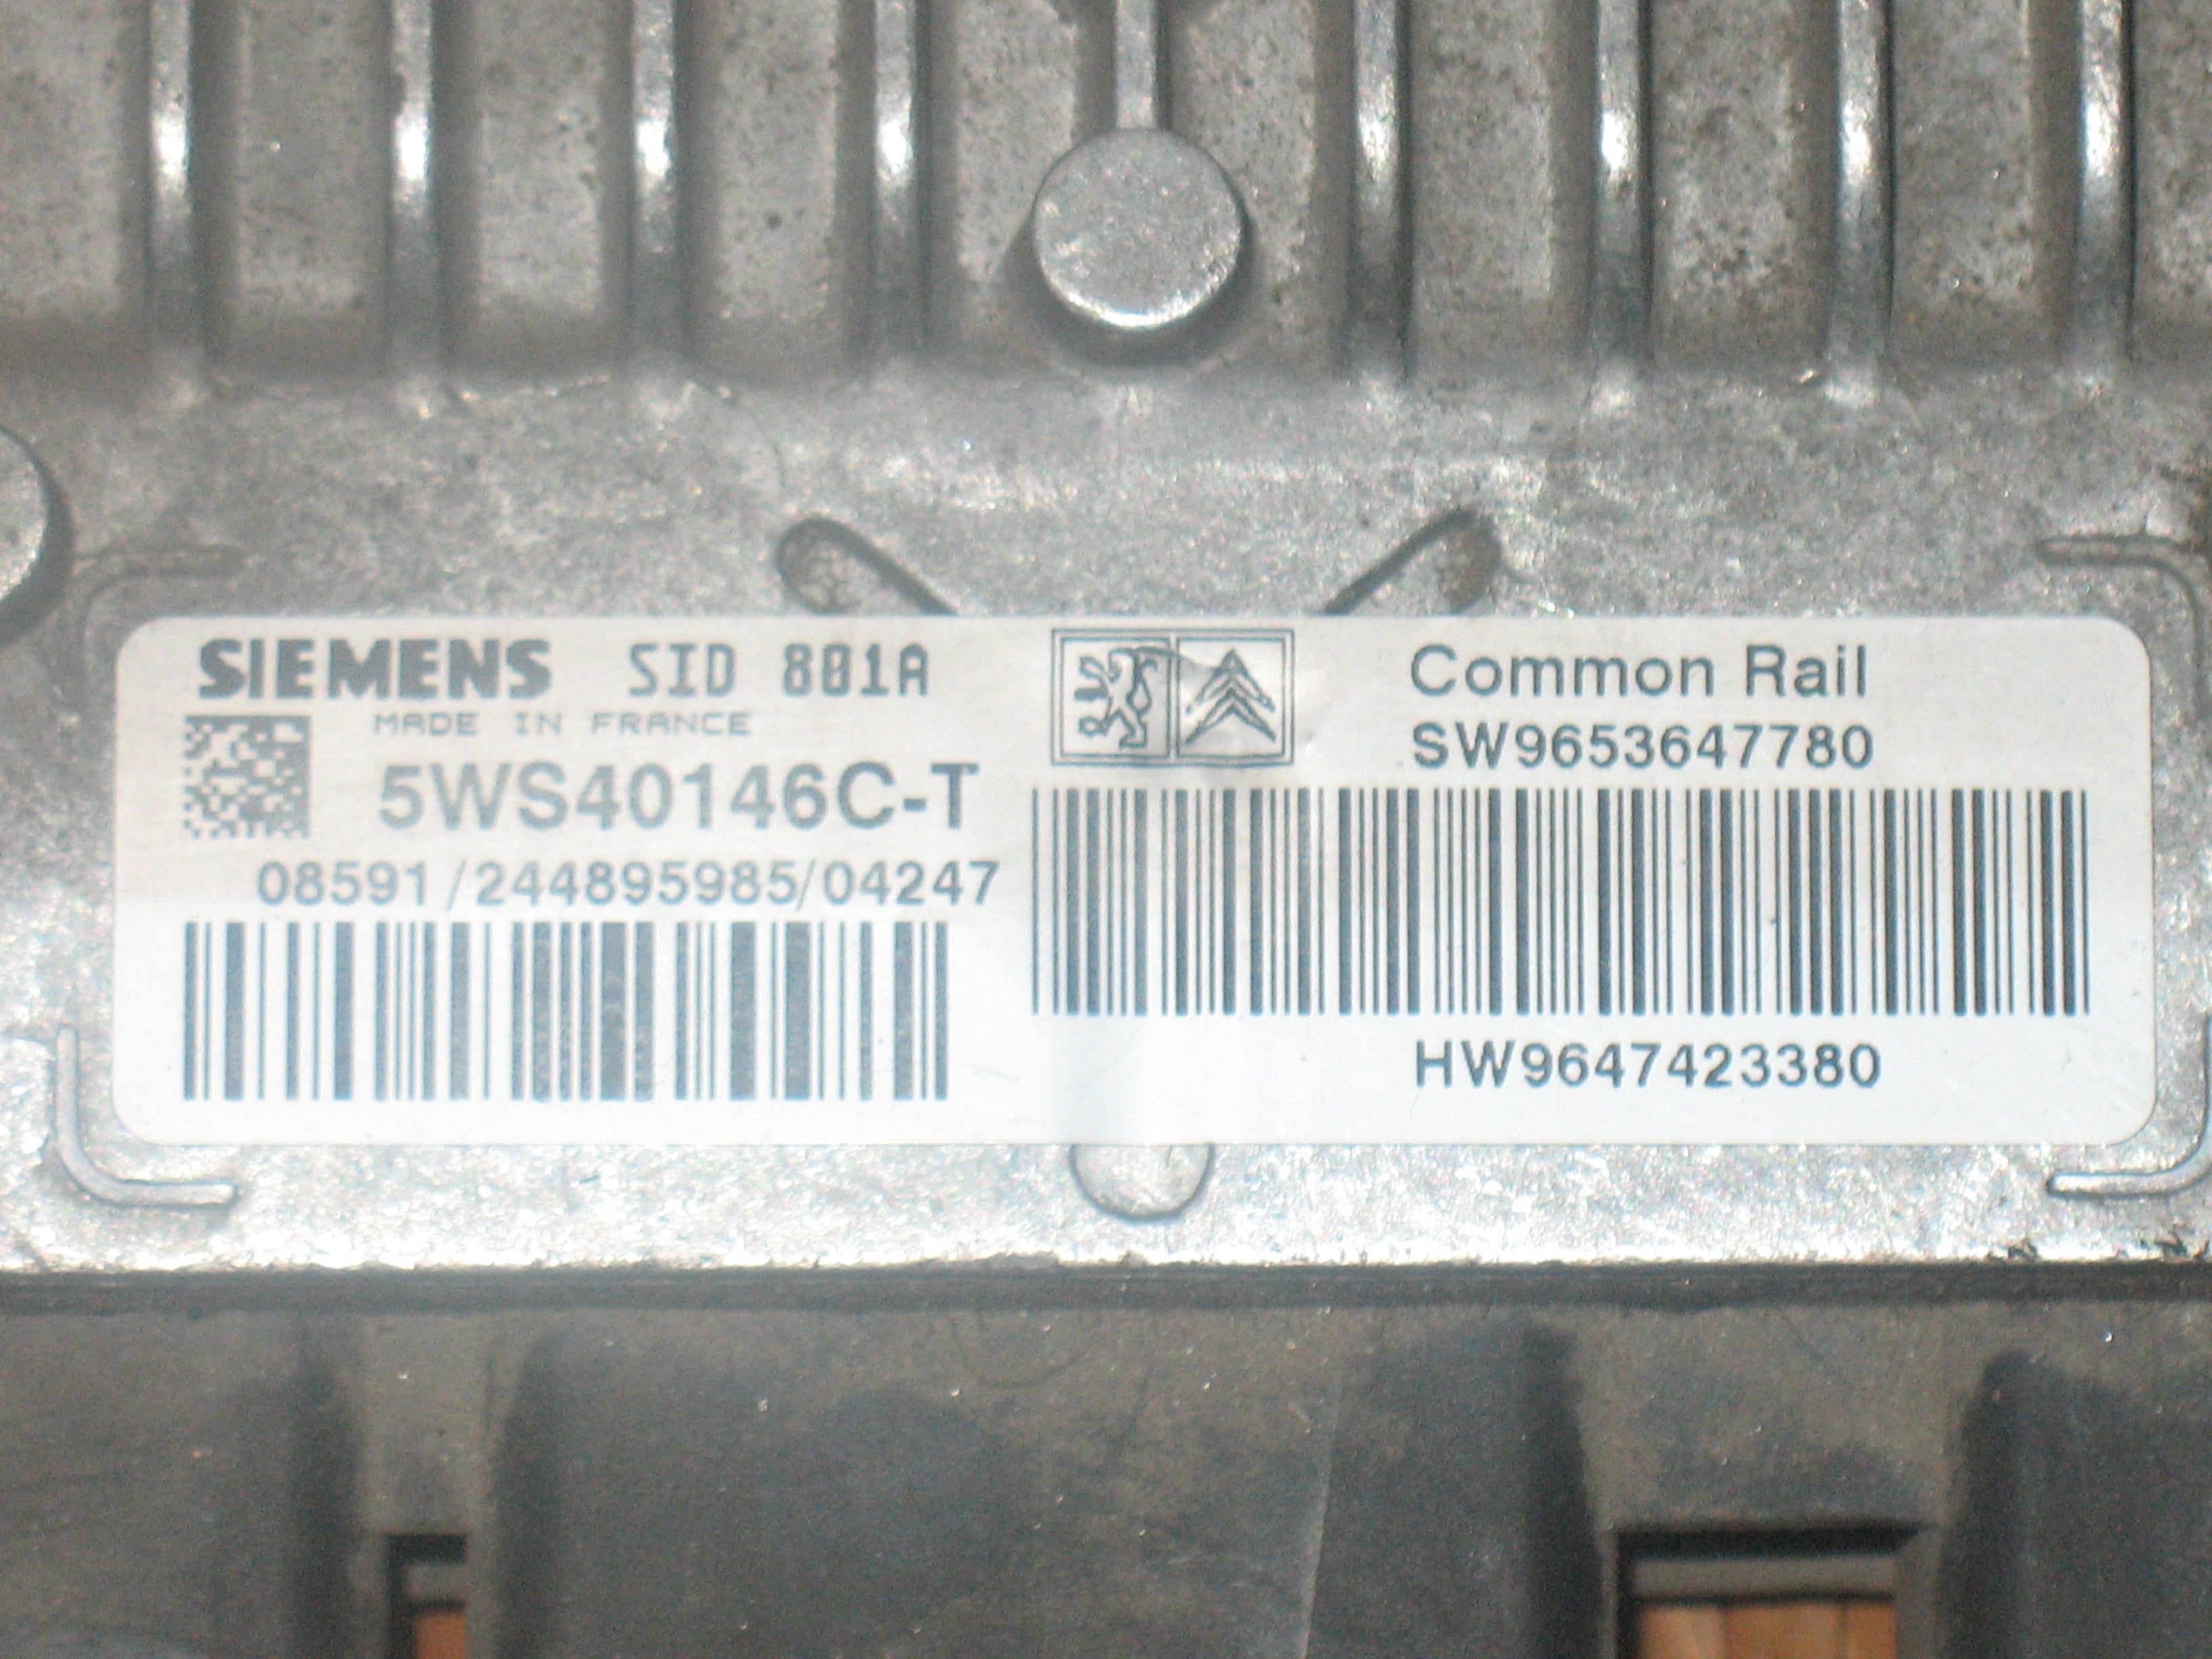 SIEMENS SID 801A
MADE IN FRANCE
5WS40146C-T
08591/244895985/04247
Common Rail
SW9653647780
HW9647423380